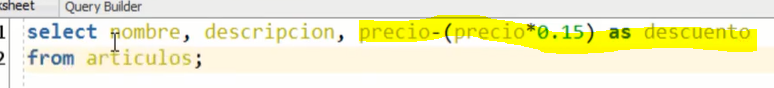 ksheet Query Builder
1 select nombre, descripcion, precio-(precio*0.15) as descuento
2 from articulos;